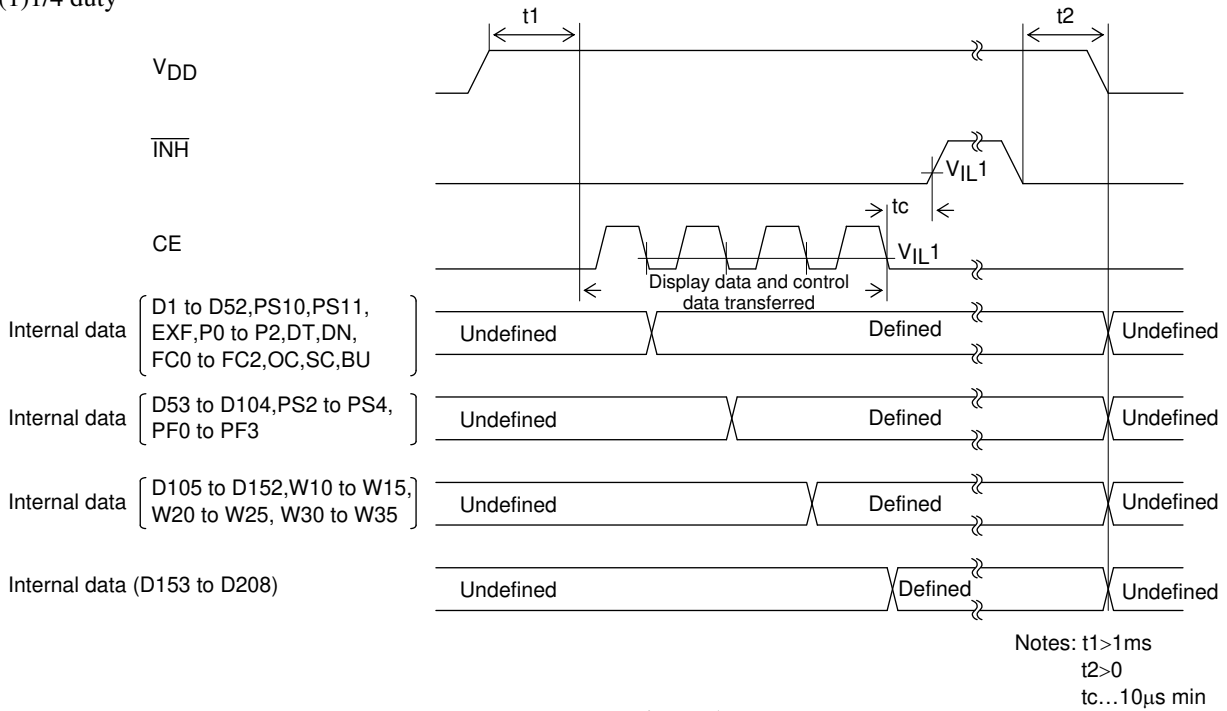 (1)1/4 duty
t1
t2
VDD
INH
VIL1
tc
CE
VIL1
Display data and control
data transferred
Internal data
D1 to D52,PS10,PS11,
EXF,P0 to P2,DT,DN,
FC0 to FC2,OC,SC,BU
Undefined
Defined
Undefined
Internal data
D53 to D104,PS2 to PS4,
PF0 to PF3
Undefined
Defined
Undefined
Internal data
D105 to D152,W10 to W15,
W20 to W25, W30 to W35
Undefined
Defined
Undefined
Internal data (D153 to D208)
Undefined
Defined
Undefined
Notes: t1>1ms
t2>0
tc...10μs min